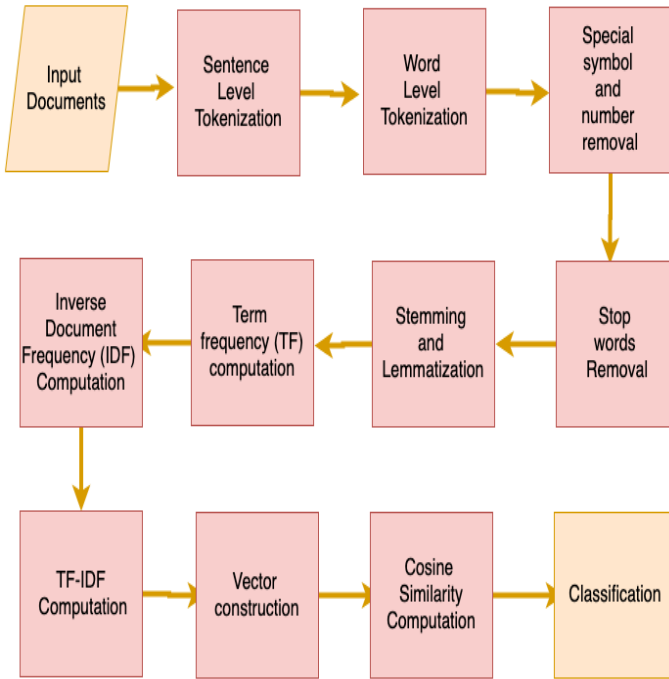 Input
Documents
Sentence
Level
Tokenization
Word
Level
Tokenization
Special
symbol
and
number
removal
Inverse
Document
Frequency (IDF)
Computation
Term
frequency (TF)
computation
Stemming
and
Lemmatization
Stop
words
Removal
TF-IDF
Computation
Vector
construction
Cosine
Similarity
Computation
Classification